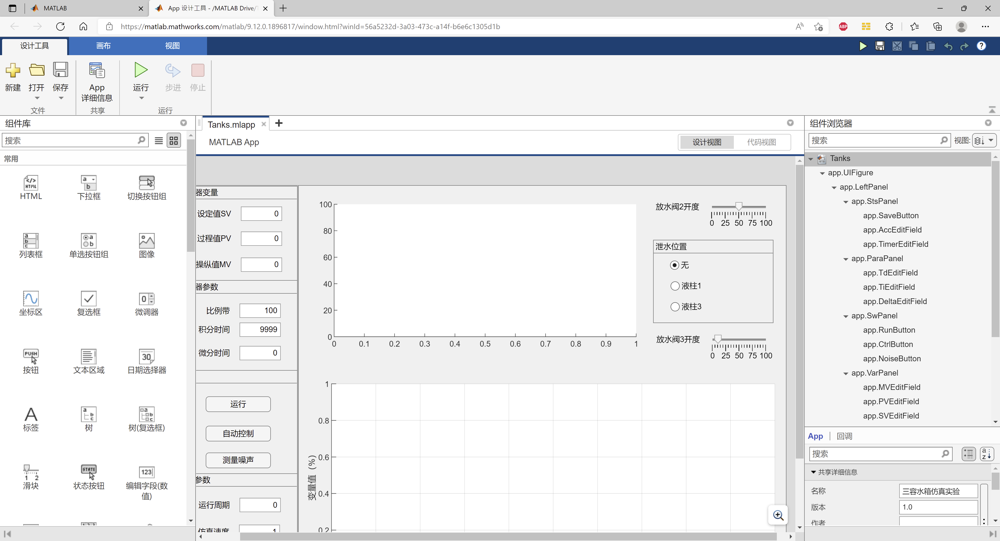 MATLAB
App 设计工具 - /MATLAB Drive/
https://matlab.mathworks.com/matlab/9.12.0.1896817/window.html?winId=56a5232d-3a03-473c-a14f-b6e6c1305d1b
ABP
设计工具
画布
视图
新建
打开
保存
文件
App
详细信息
共享
运行
步进
停止
运行
组件库
搜索
常用
HTML
下拉框
切换按钮组
列表框
单选按钮组
图像
坐标区
复选框
微调器
按钮
文本区域
日期选择器
标签
树
树(复选框)
滑块
状态按钮
编辑字段(数
值)
Tanks.mlapp
MATLAB App
设计视图
代码视图
器变量
设定值SV 0
过程值PV 0
操纵值MV 0
器参数
比例带 100
积分时间 9999
微分时间 0
运行
自动控制
测量噪声
参数
运行周期 0
仿真速度 1
100
80
60
40
20
0
0 0.1 0.2 0.3 0.4 0.5 0.6 0.7 0.8 0.9 1
放水阀2开度
0 25 50 75 100
泄水位置
无
液柱1
液柱3
放水阀3开度
0 25 50 75 100
变量值 (%)
1
0.8
0.6
0.4
0.2
组件浏览器
搜索
视图:
Tanks
app.UIFigure
app.LeftPanel
app.StsPanel
app.SaveButton
app.AccEditField
app.TimerEditField
app.ParaPanel
app.TdEditField
app.TiEditField
app.DeltaEditField
app.SwPanel
app.RunButton
app.CtrlButton
app.NoiseButton
app.VarPanel
app.MVEditField
app.PVEditField
app.SVEditField
App | 回调
搜索
共享详细信息
名称 三容水箱仿真实验
版本 1.0
作者